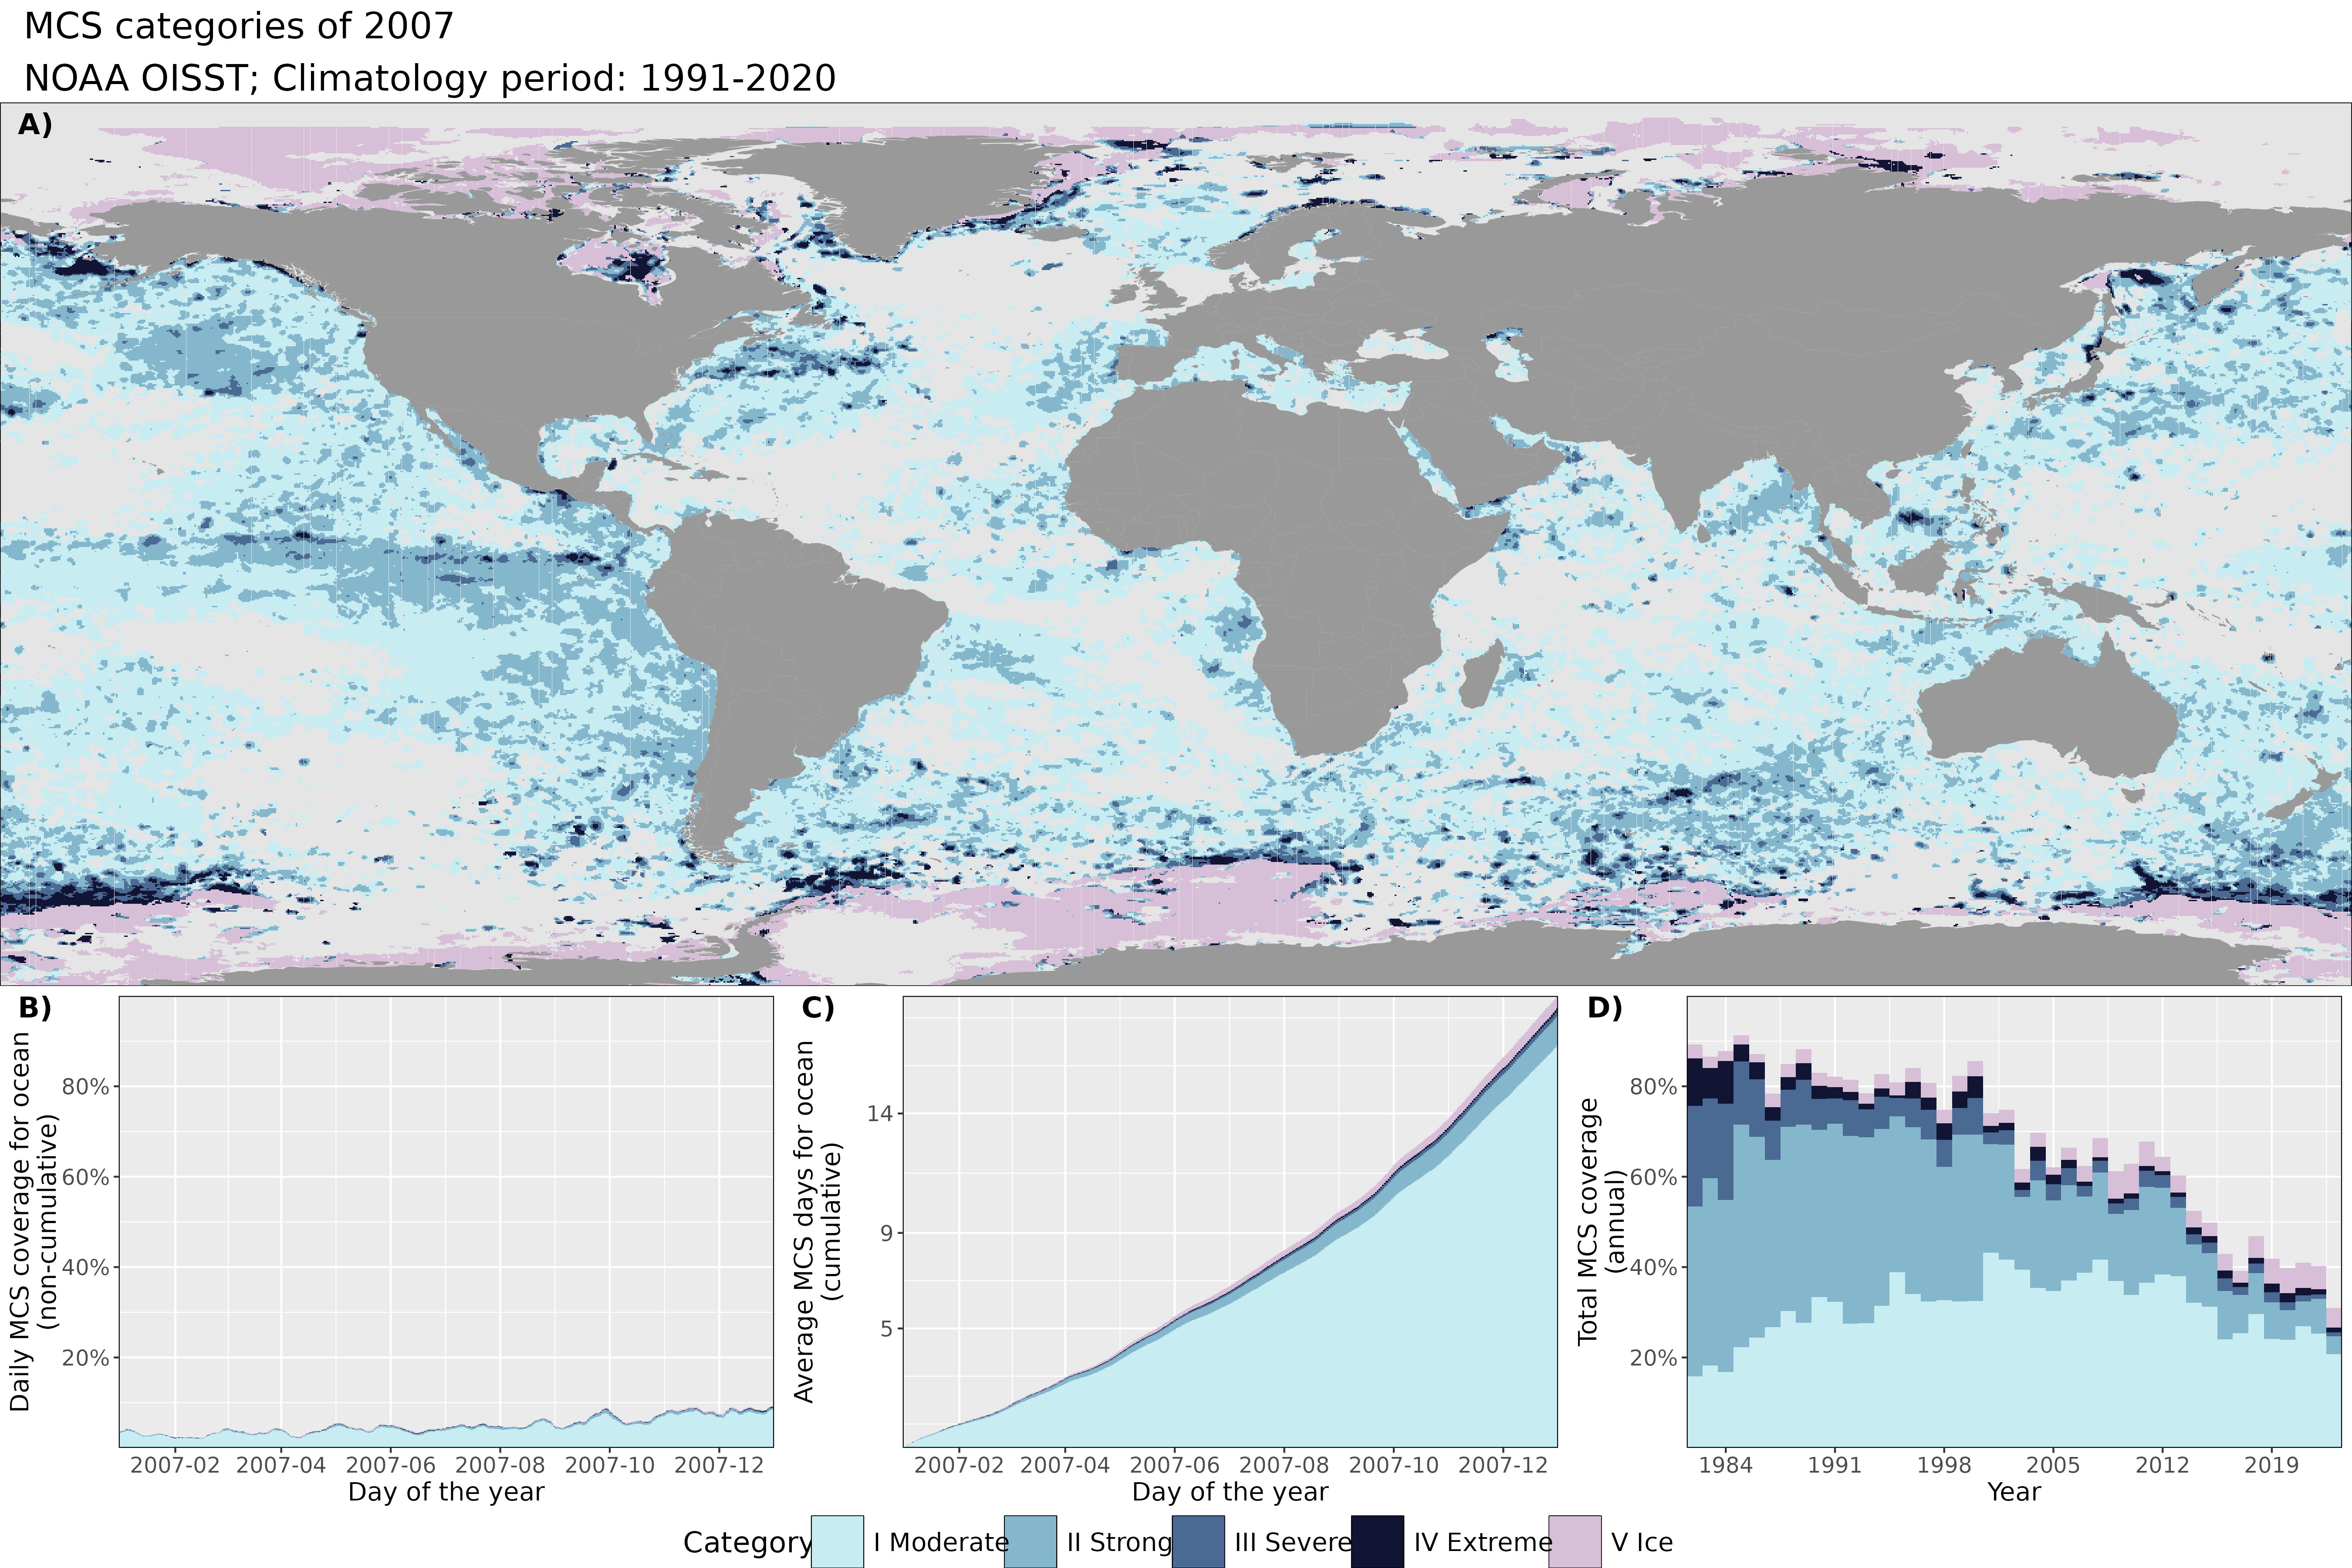 MCS categories of 2007
NOAA OISST; Climatology period: 1991-2020
A)
B)
Daily MCS coverage for ocean
(non-cumulative)
80%
60%
40%
20%
2007-02 2007-04 2007-06 2007-08 2007-10 2007-12
Day of the year
C)
Average MCS days for ocean
(cumulative)
14
9
5
2007-02 2007-04 2007-06 2007-08 2007-10 2007-12
Day of the year
D)
Total MCS coverage
(annual)
80%
60%
40%
20%
1984 1991 1998 2005 2012 2019
Year
Category I Moderate II Strong III Severe IV Extreme V Ice